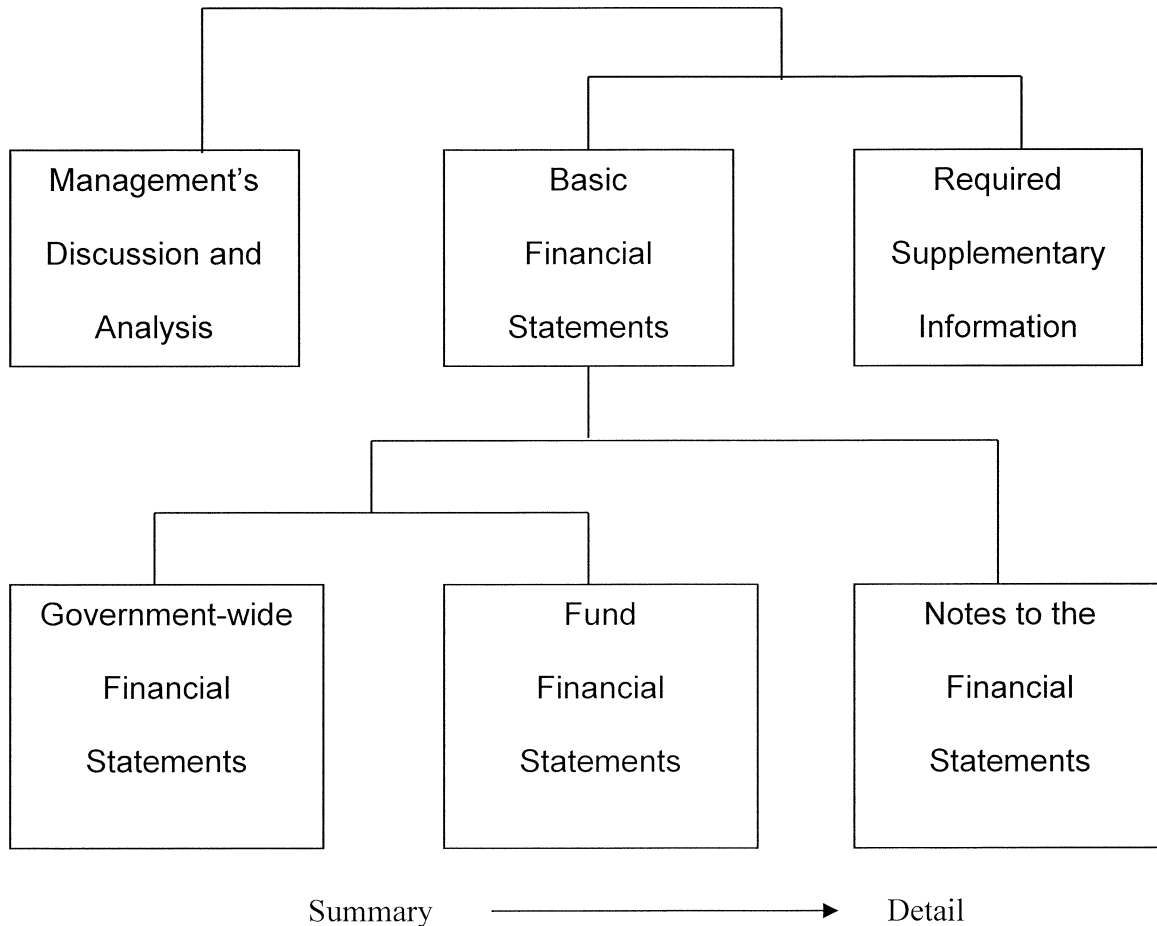 Management’s
Discussion and
Analysis
Basic
Financial
Statements
Required
Supplementary
Information
Government-wide
Financial
Statements
Fund
Financial
Statements
Notes to the
Financial
Statements
Summary Detail